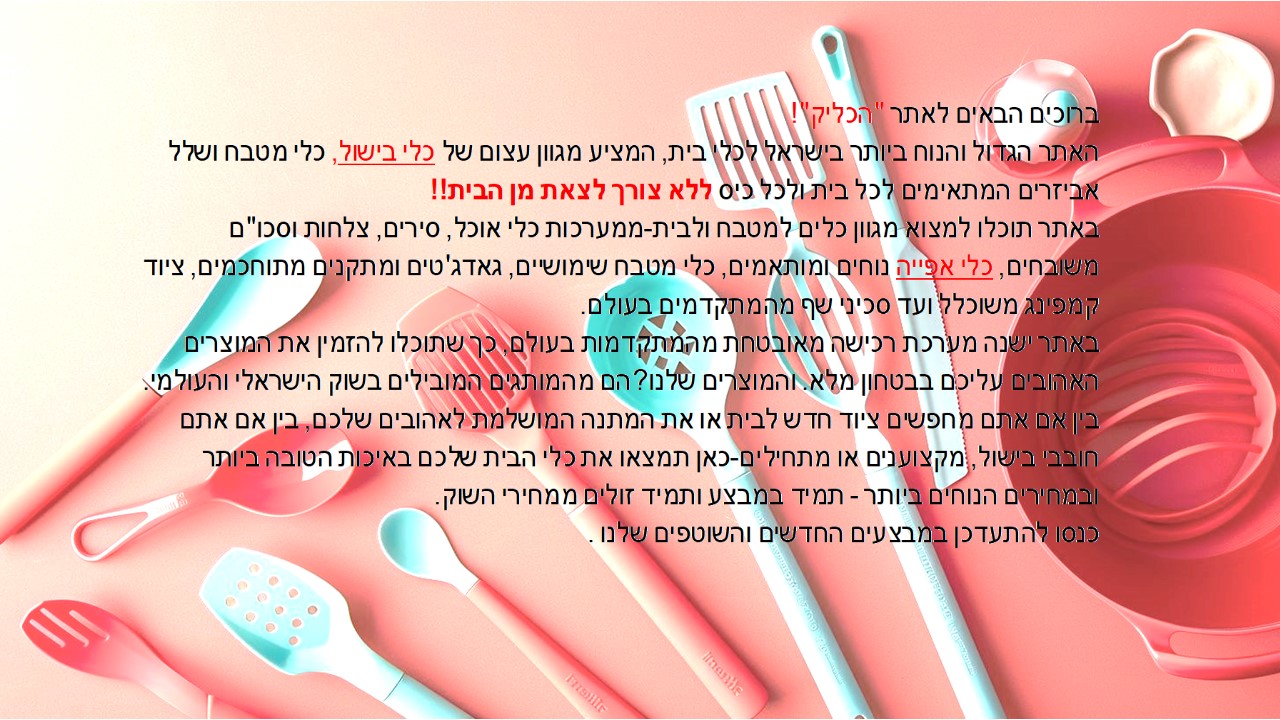 ברוכים הבאים לאתר "הכליק"!
האתר הגדול והנוח ביותר בישראל לכלי בית, המציע מגוון עצום של כלי בישול, כלי מטבח ושלל
אביזרים המתאימים לכל בית ולכל כיס ללא צורך לצאת מן הבית!!
באתר תוכלו למצוא מגוון כלים למטבח ולבית-ממערכות כלי אוכל, סירים, צלחות וסכו"ם
משובחים, כלי אפייה נוחים ומותאמים, כלי מטבח שימושיים, גאדג'טים ומתקנים מתוחכמים, ציוד
קמפינג משוכלל ועד סכיני שף מהמתקדמים בעולם.
באתר ישנה מערכת רכישה מאובטחת מהמתקדמות בעולם, כך שתוכלו להזמין את המוצרים
האהובים עליכם בבטחון מלא. והמוצרים שלנו?הם מהמותגים המובילים בשוק הישראלי והעולמי.
בין אם אתם מחפשים ציוד חדש לבית או את המתנה המושלמת לאהובים שלכם, בין אם אתם
חובבי בישול, מקצוענים או מתחילים-כאן תמצאו את כלי הבית שלכם באיכות הטובה ביותר
ובמחירים הנוחים ביותר - תמיד במבצע ותמיד זולים ממחירי השוק.
כנסו להתעדכן במבצעים החדשים והשוטפים שלנו .